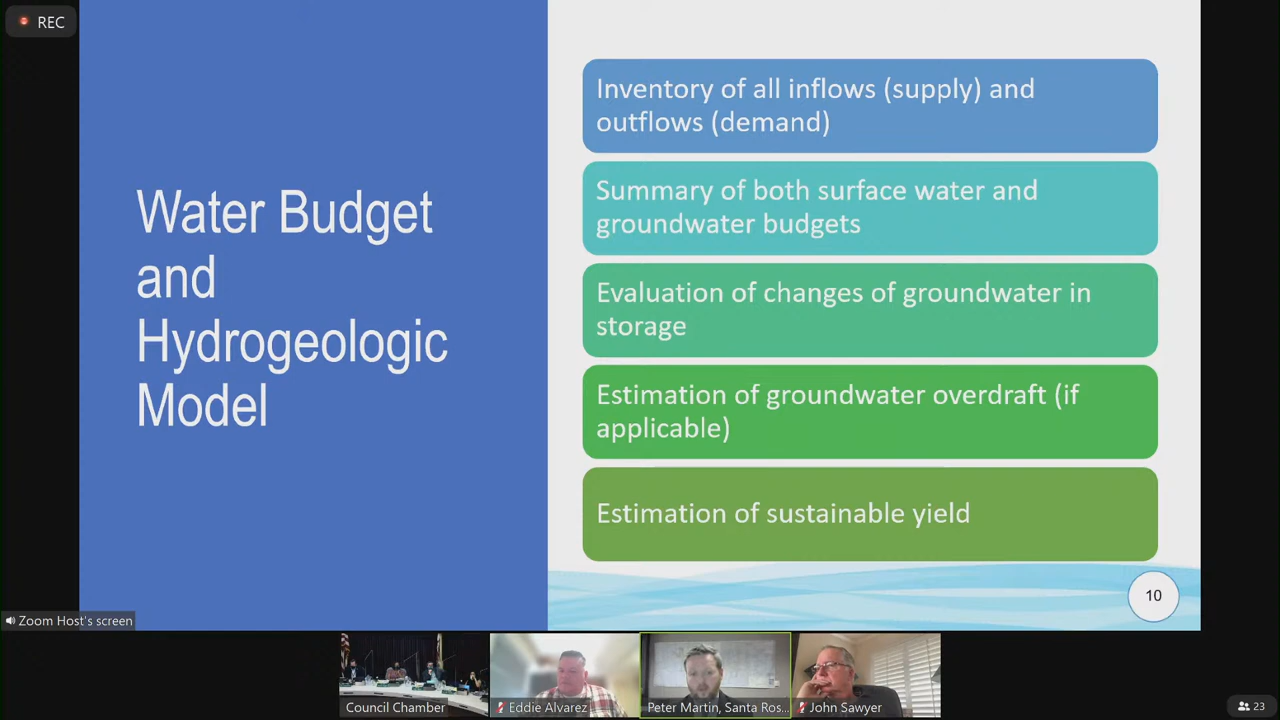 REC
Water Budget
and
Hydrogeologic
Model
Inventory of all inflows (supply) and
outflows (demand)
Summary of both surface water and
groundwater budgets
Evaluation of changes of groundwater in
storage
Estimation of groundwater overdraft (if
applicable)
Estimation of sustainable yield
10
Zoom Host's screen
Council Chamber
Eddie Alvarez
Peter Martin, Santa Ros...
John Sawyer
23